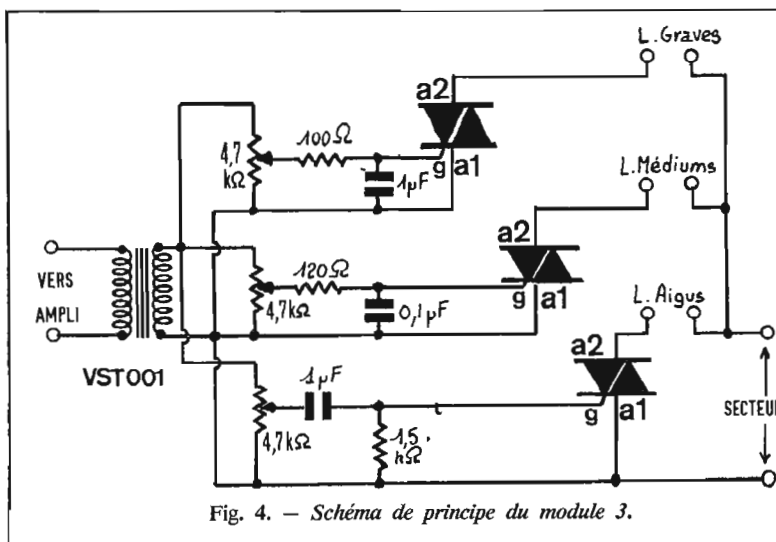 L. Graves
a2
4,7
kΩ
100Ω
g a1
1µF
L. Médiums
a2
VERS
AMPLI
120Ω
4,7kΩ
0,1µF
g a1
L. Aigus
a2
VST001
1µF
4,7kΩ
1,5
kΩ
g a1
SECTEUR
Fig. 4. — Schéma de principe du module 3.